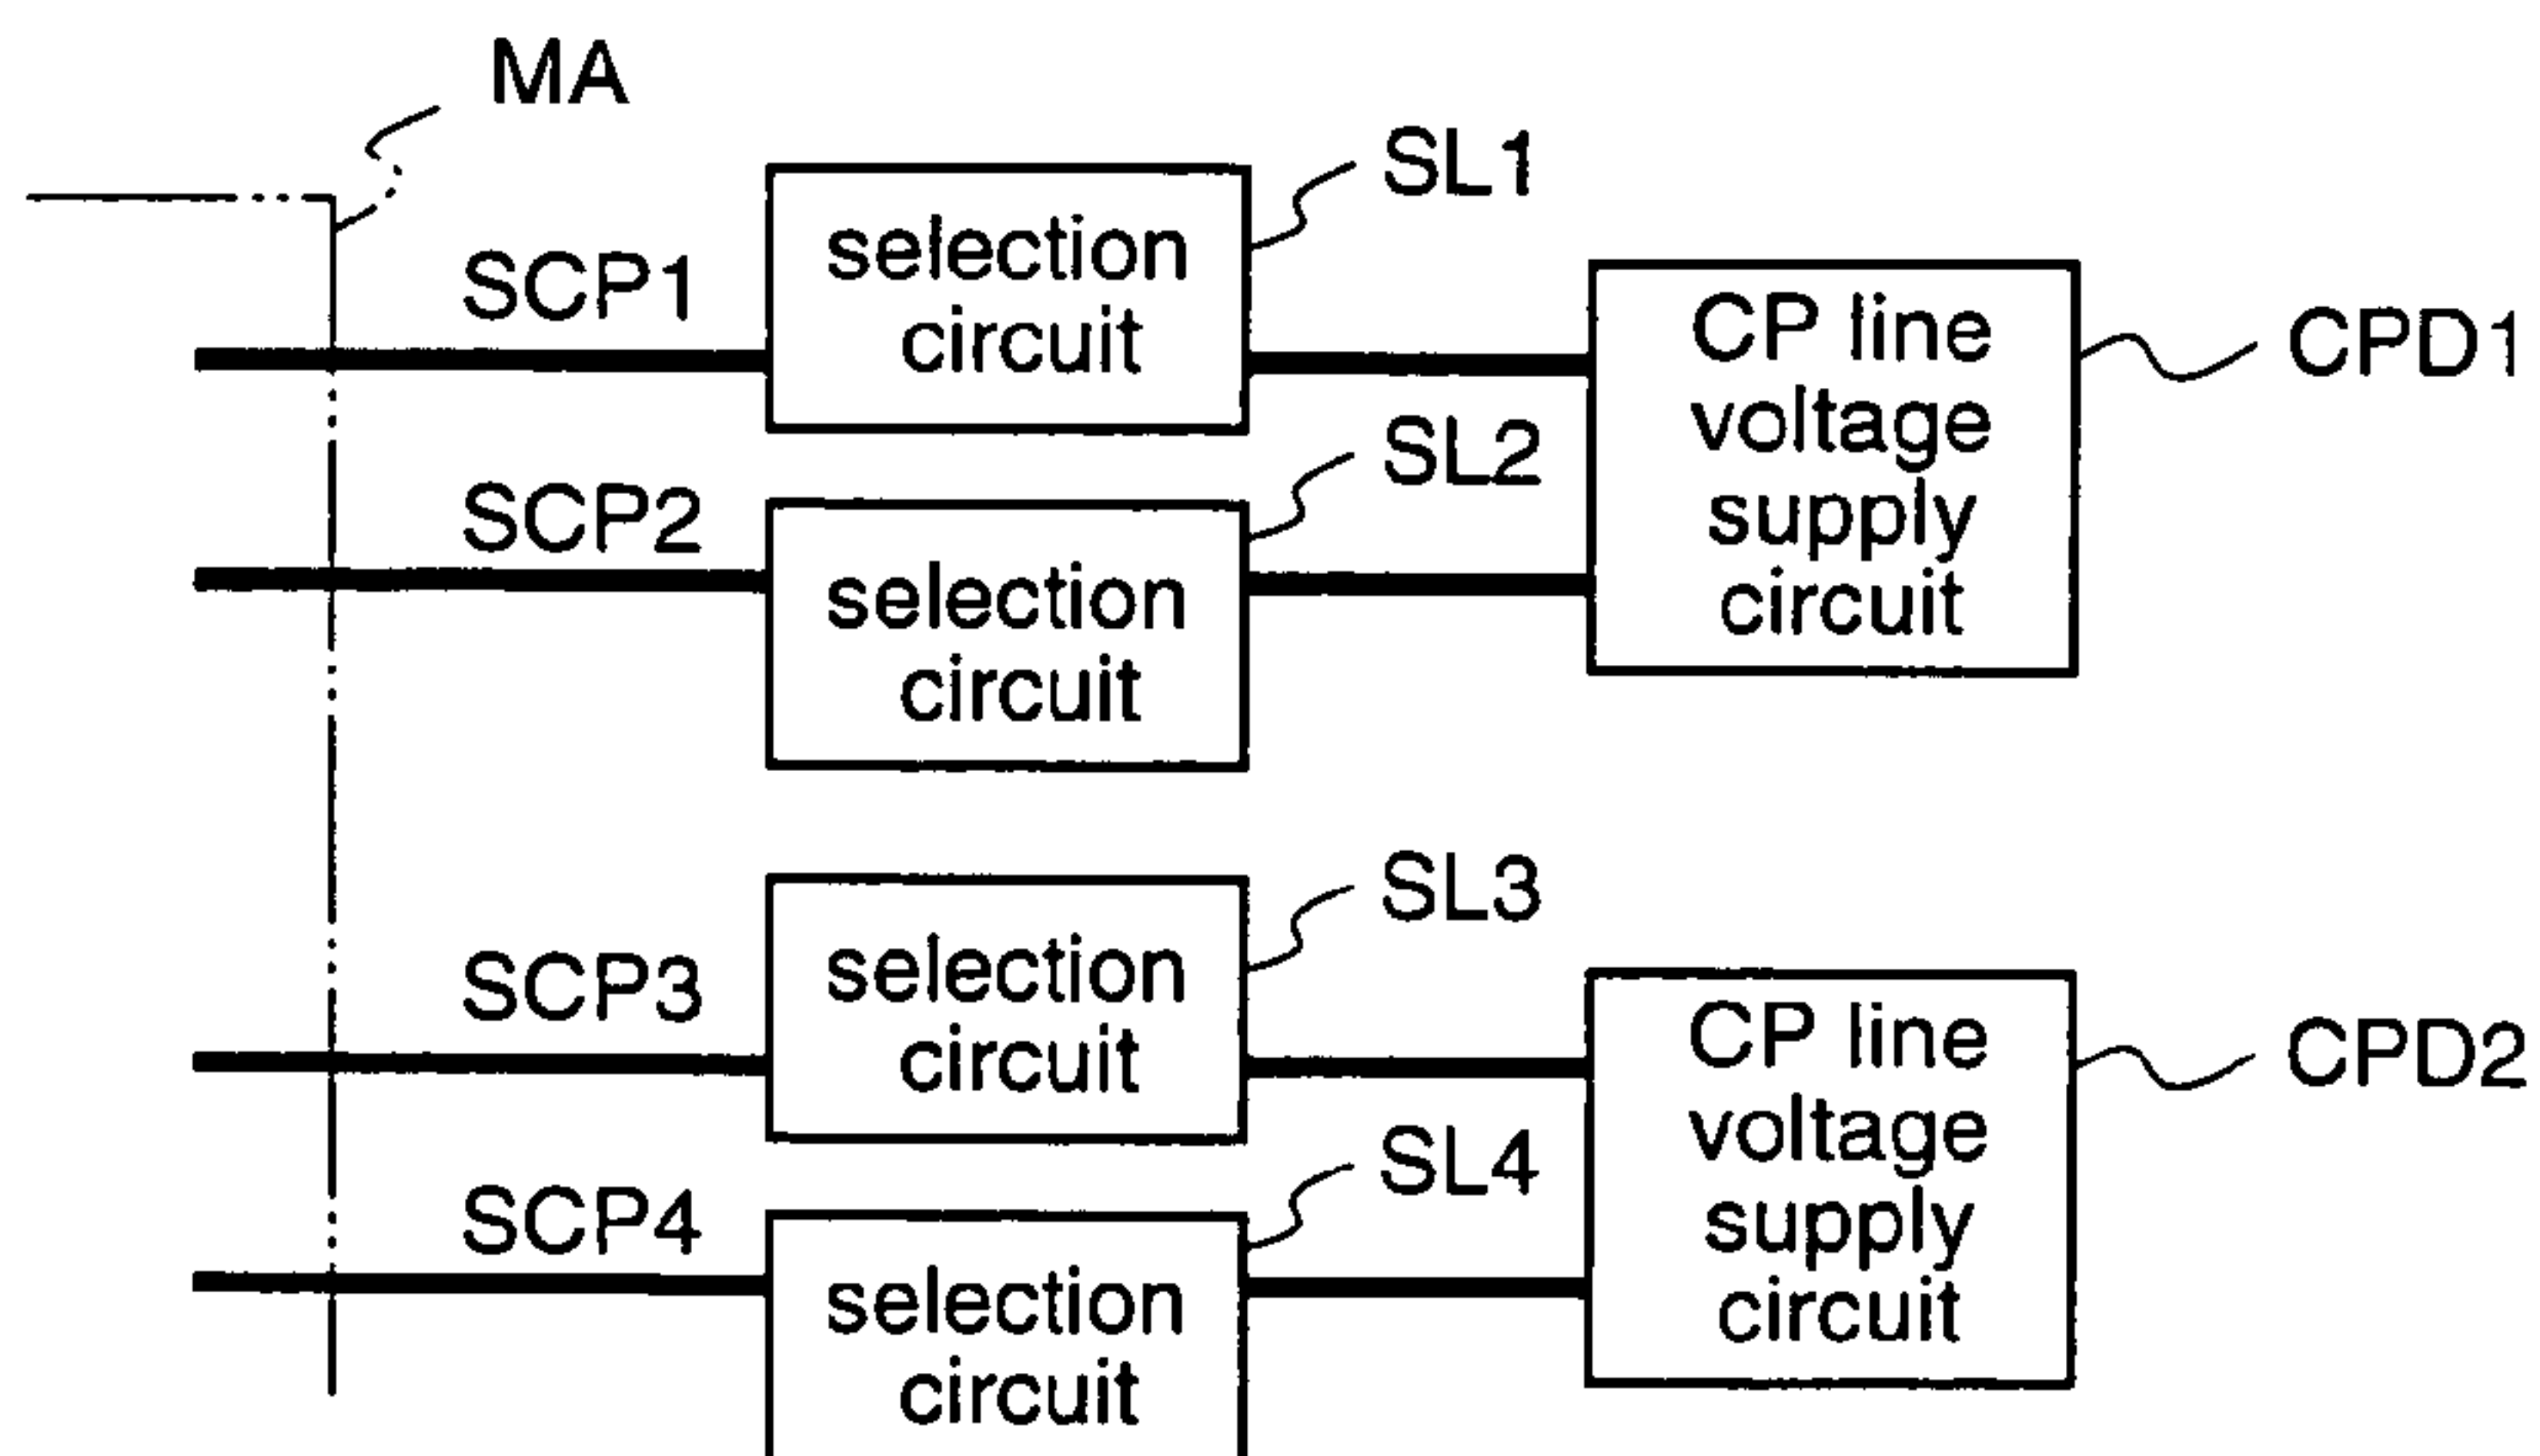 MA
SL1
SCP1
selection
circuit
CP line
voltage
supply
circuit
CPD1
SL2
SCP2
selection
circuit
SL3
SCP3
selection
circuit
CP line
voltage
supply
circuit
CPD2
SL4
SCP4
selection
circuit